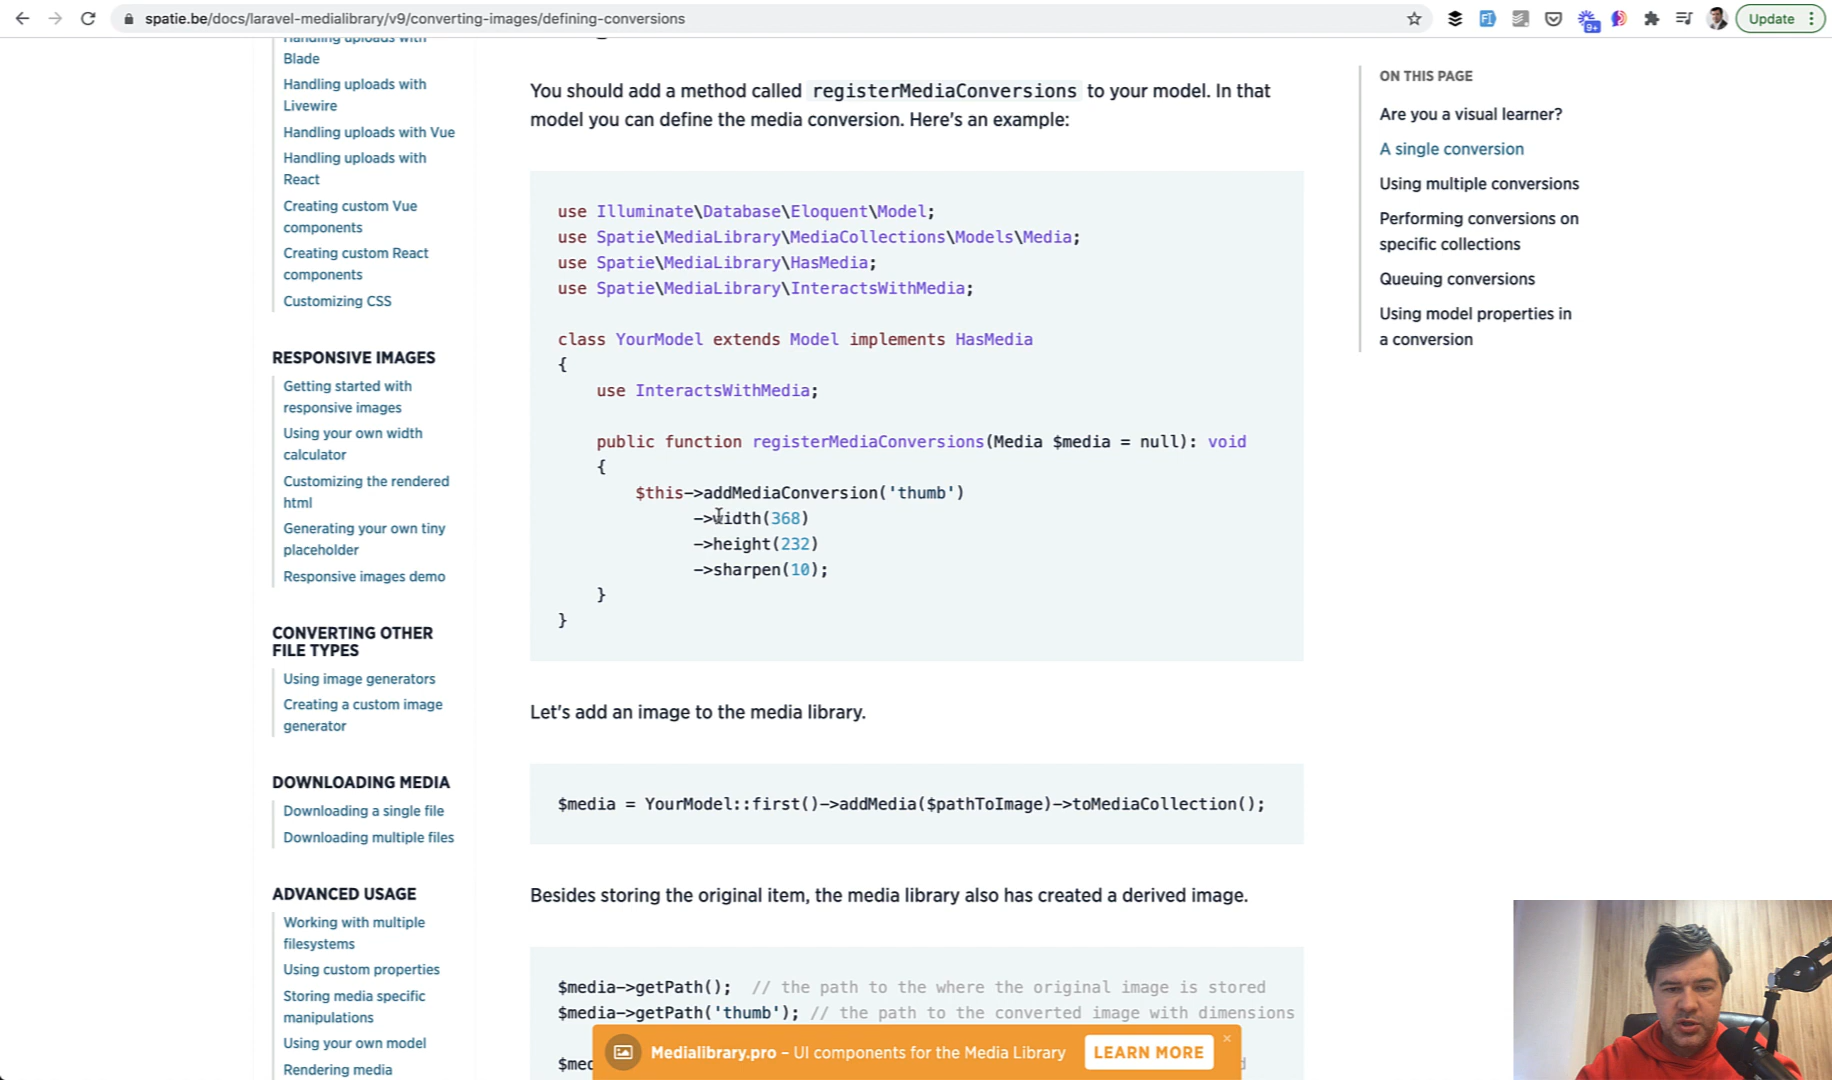 spatie.be/docs/laravel-medialibrary/v9/converting-images/defining-conversions
9+
Update
Handling uploads with
Blade
Handling uploads with
Livewire
Handling uploads with Vue
Handling uploads with
React
Creating custom Vue
components
Creating custom React
components
Customizing CSS
RESPONSIVE IMAGES
Getting started with
responsive images
Using your own width
calculator
Customizing the rendered
html
Generating your own tiny
placeholder
Responsive images demo
CONVERTING OTHER
FILE TYPES
Using image generators
Creating a custom image
generator
DOWNLOADING MEDIA
Downloading a single file
Downloading multiple files
ADVANCED USAGE
Working with multiple
filesystems
Using custom properties
Storing media specific
manipulations
Using your own model
Rendering media
You should add a method called registerMediaConversions to your model. In that
model you can define the media conversion. Here's an example:
use Illuminate\Database\Eloquent\Model;
use Spatie\MediaLibrary\MediaCollections\Models\Media;
use Spatie\MediaLibrary\HasMedia;
use Spatie\MediaLibrary\InteractsWithMedia;
class YourModel extends Model implements HasMedia
{
    use InteractsWithMedia;
    public function registerMediaConversions(Media $media = null): void
    {
        $this->addMediaConversion('thumb')
              ->width(368)
              ->height(232)
              ->sharpen(10);
    }
}
Let's add an image to the media library.
$media = YourModel::first()->addMedia($pathToImage)->toMediaCollection();
Besides storing the original item, the media library also has created a derived image.
$media->getPath();  // the path to the where the original image is stored
$media->getPath('thumb'); // the path to the converted image with dimensions
Medialibrary.pro – UI components for the Media Library
LEARN MORE
ON THIS PAGE
Are you a visual learner?
A single conversion
Using multiple conversions
Performing conversions on
specific collections
Queuing conversions
Using model properties in
a conversion